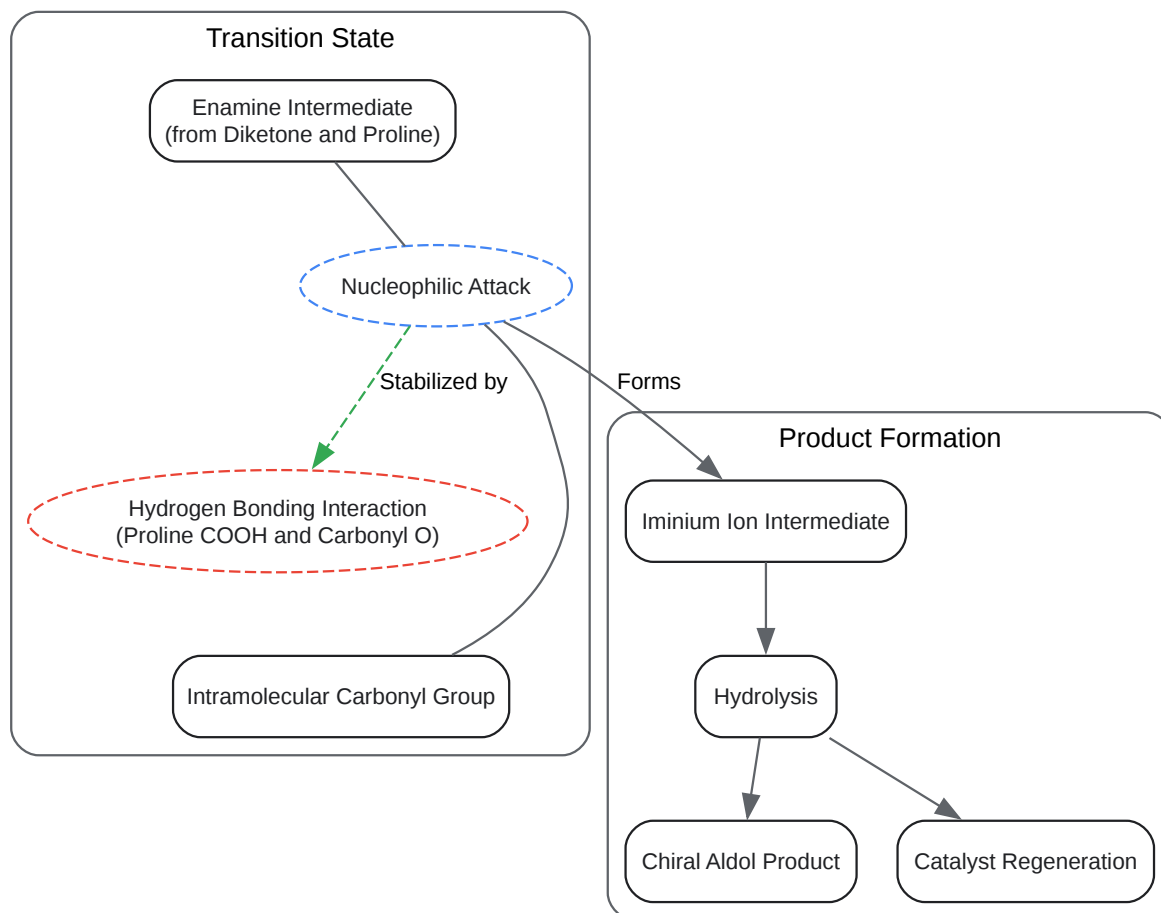 Transition State
Enamine Intermediate
(from Diketone and Proline)
Nucleophilic Attack
Stabilized by
Forms
Hydrogen Bonding Interaction
(Proline COOH and Carbonyl O)
Intramolecular Carbonyl Group
Product Formation
Iminium Ion Intermediate
Hydrolysis
Chiral Aldol Product
Catalyst Regeneration